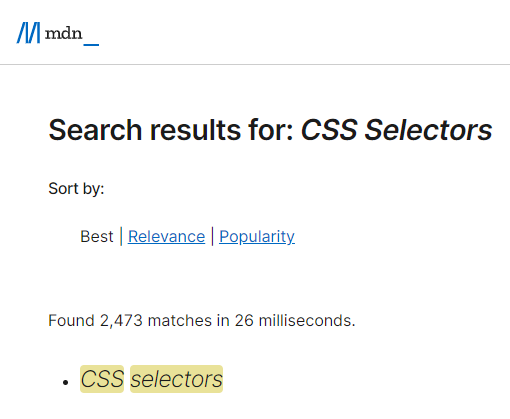 mdn_
Search results for: CSS Selectors
Sort by:
Best | Relevance | Popularity
Found 2,473 matches in 26 milliseconds.
• CSS selectors